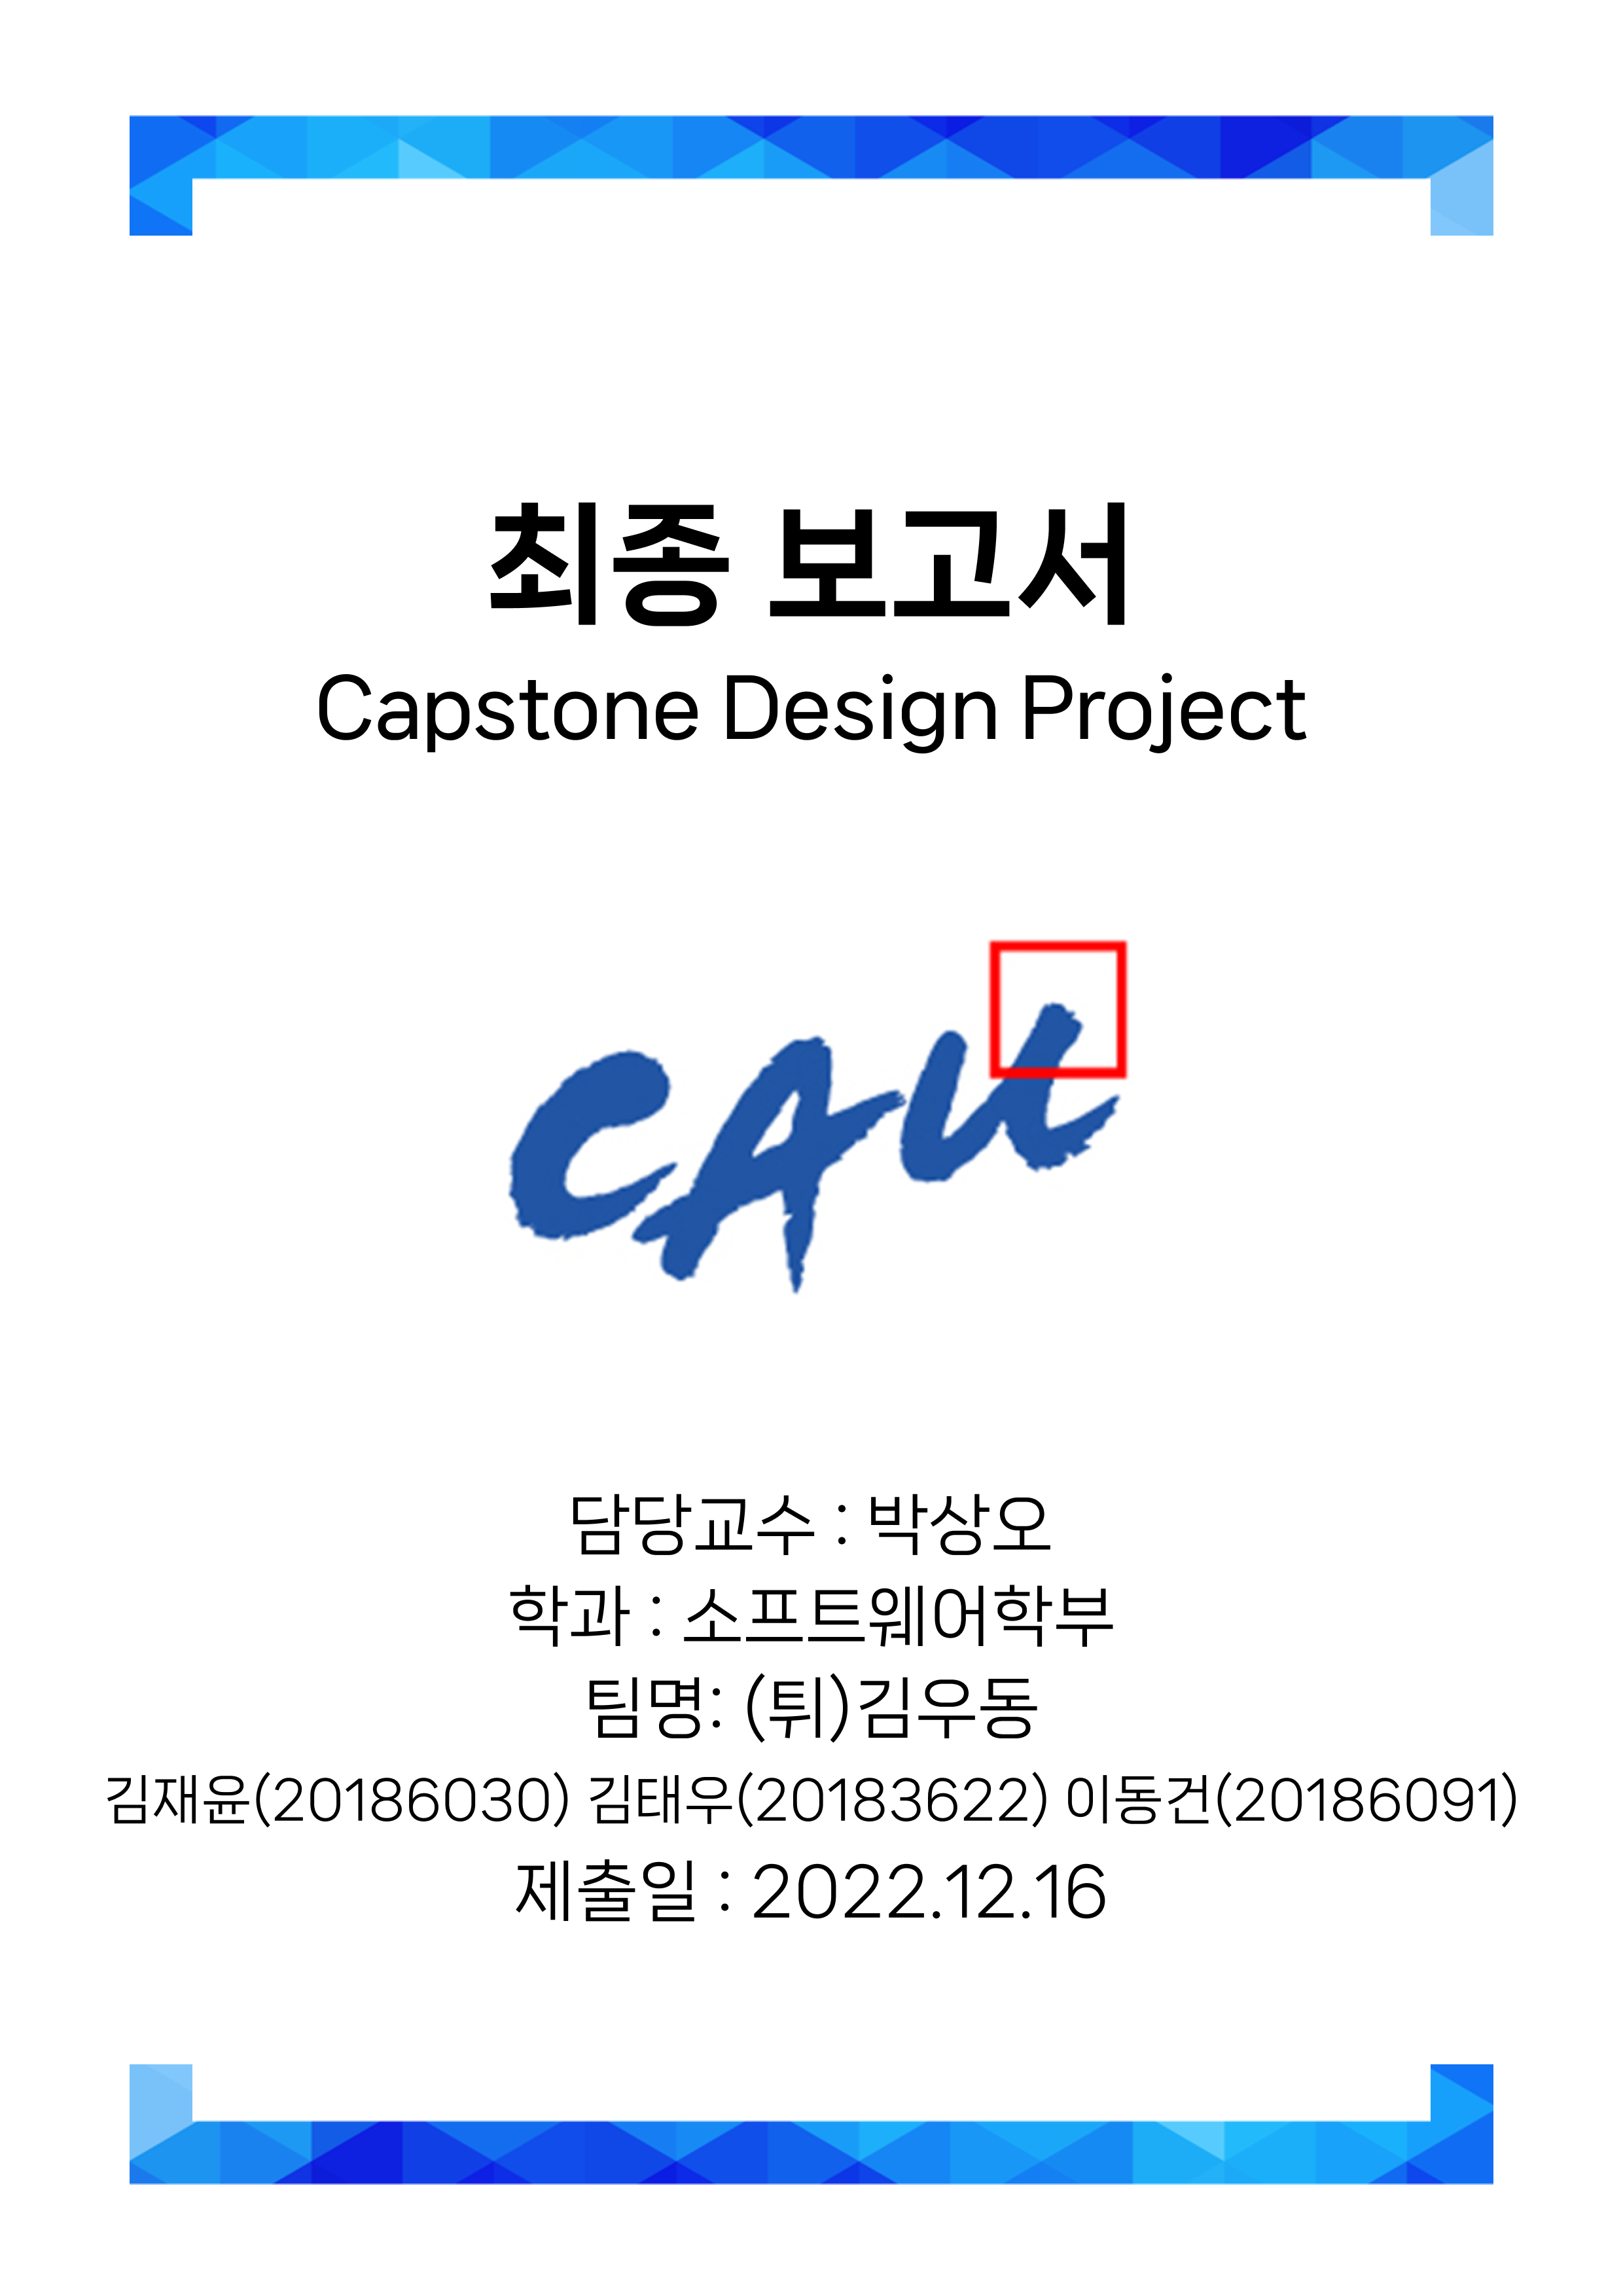 최종 보고서
Capstone Design Project
CAU
담당교수 : 박상오
학과 : 소프트웨어학부
팀명: (튀)김우동
김재윤(20186030) 김태우(20183622) 이동건(20186091)
제출일 : 2022.12.16